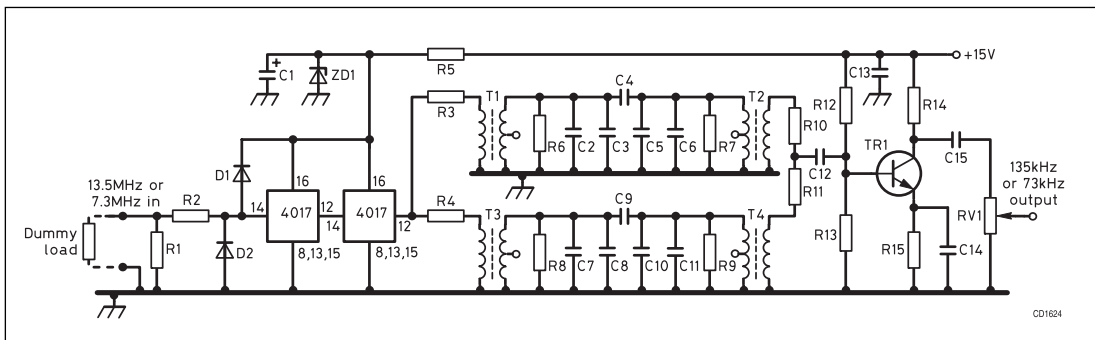 C1
+
ZD1
R5
+15V
C13
R3
T1
C4
T2
R12
R14
R6
C2
C3
C5
C6
R7
R10
C12
TR1
C15
D1
16
16
R11
13.5MHz or
7.3MHz in
R2
14
4017
12
14
4017
12
R4
T3
C9
T4
135kHz
or 73kHz
output
RV1
Dummy
load
R1
D2
8,13,15
8,13,15
R8
C7
C8
C10
C11
R9
R13
R15
C14
CD1624